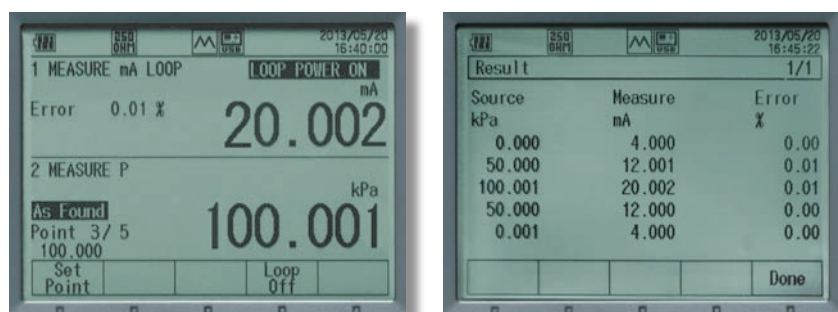 250 OHM USB 2013/05/20 16:40:00
1 MEASURE mA LOOP LOOP POWER ON
mA
Error 0.01 %
20.002
2 MEASURE P
kPa
As Found
Point 3/ 5
100.000
100.001
Set Point
Loop Off
250 OHM USB 2013/05/20 16:45:22
Result 1/1
Source Measure Error
kPa mA %
0.000 4.000 0.00
50.000 12.001 0.01
100.001 20.002 0.01
50.000 12.000 0.00
0.001 4.000 0.00
Done